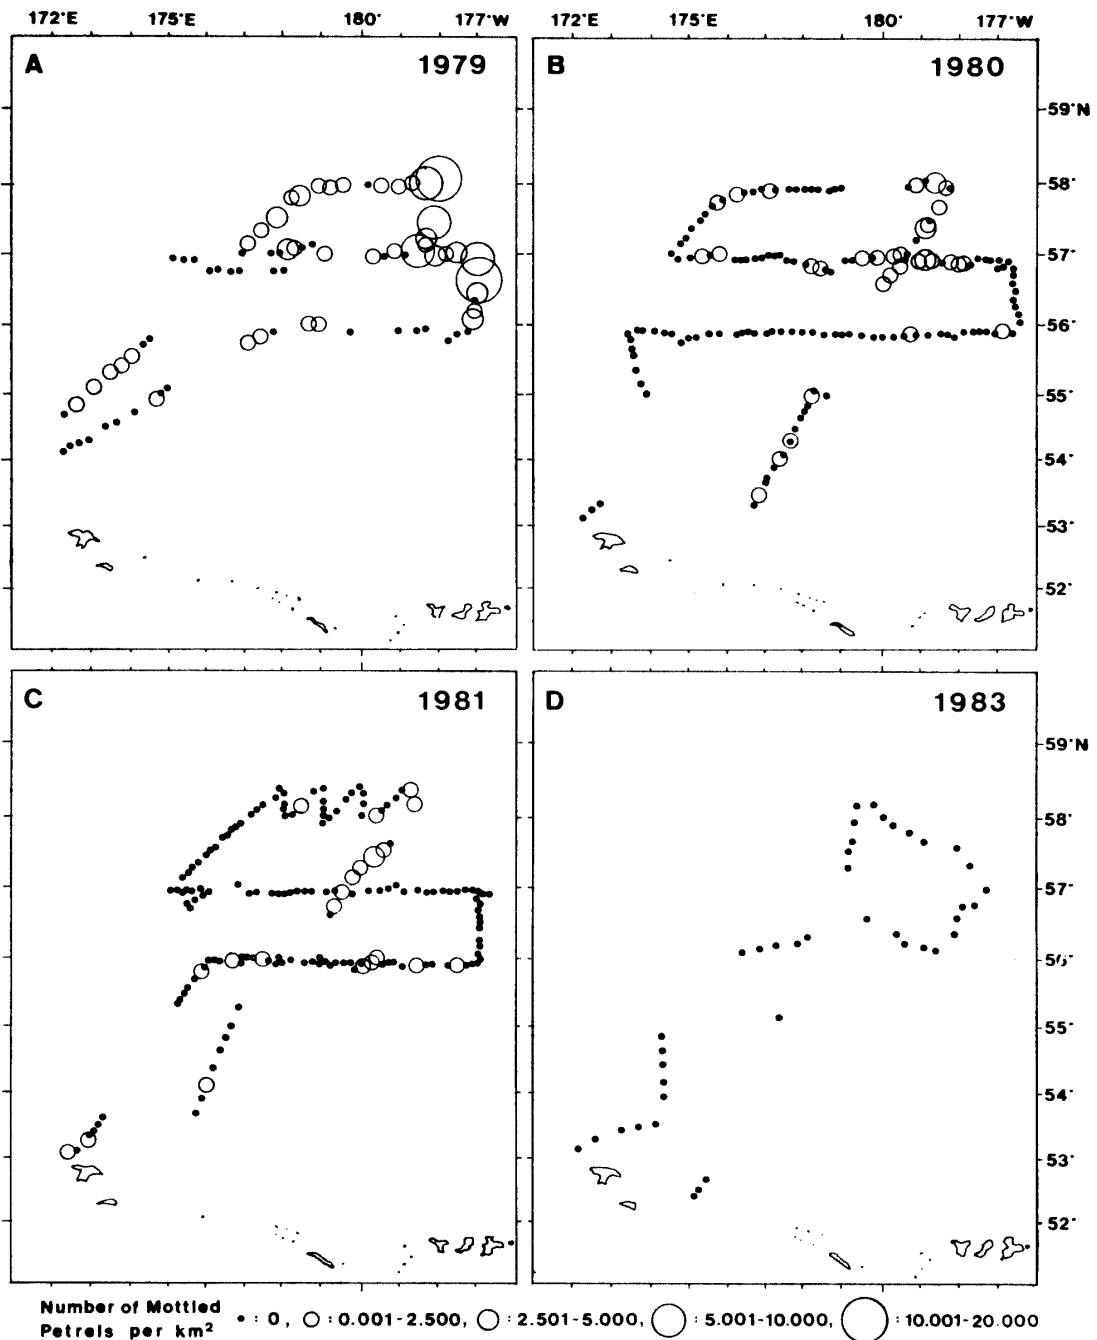 172°E 175°E 180° 177°W 172°E 175°E 180° 177°W
A 1979
B 1980
59°N
58°
57°
56°
55°
54°
53°
52°
C 1981
D 1983
59°N
58°
57°
56°
55°
54°
53°
52°
Number of Mottled
Petrels per km² • : 0, ○ : 0.001-2.500, ○ : 2.501-5.000, ○ : 5.001-10.000, ○ : 10.001-20.000